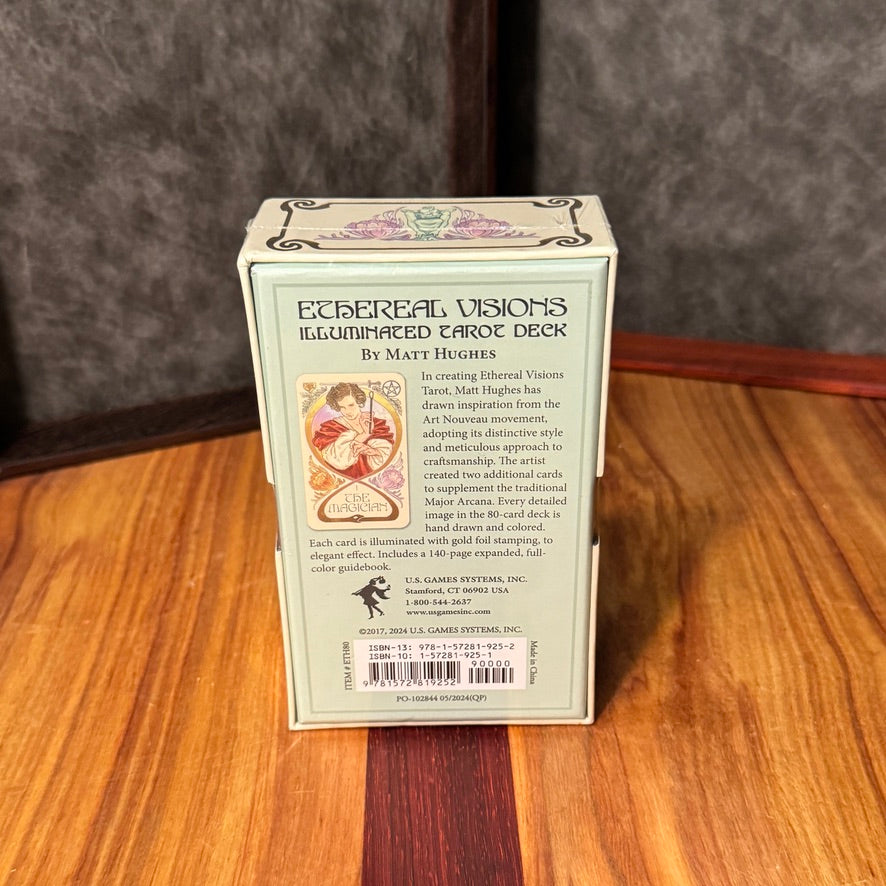 ETHEREAL VISIONS
ILLUMINATED TAROT DECK
BY MATT HUGHES
In creating Ethereal Visions
Tarot, Matt Hughes has
drawn inspiration from the
Art Nouveau movement,
adopting its distinctive style
and meticulous approach to
craftsmanship. The artist
created two additional cards
to supplement the traditional
Major Arcana. Every detailed
image in the 80-card deck is
hand drawn and colored.
Each card is illuminated with gold foil stamping, to
elegant effect. Includes a 140-page expanded, full-
color guidebook.
I
THE
MAGICIAN
U.S. GAMES SYSTEMS, INC.
Stamford, CT 06902 USA
1-800-544-2637
www.usgamesinc.com
©2017, 2024 U.S. GAMES SYSTEMS, INC.
ITEM # ETH80
ISBN-13: 978-1-57281-925-2
ISBN-10: 1-57281-925-1
90000
9 781572 819252
Made in China
PO-102844 05/2024(QP)